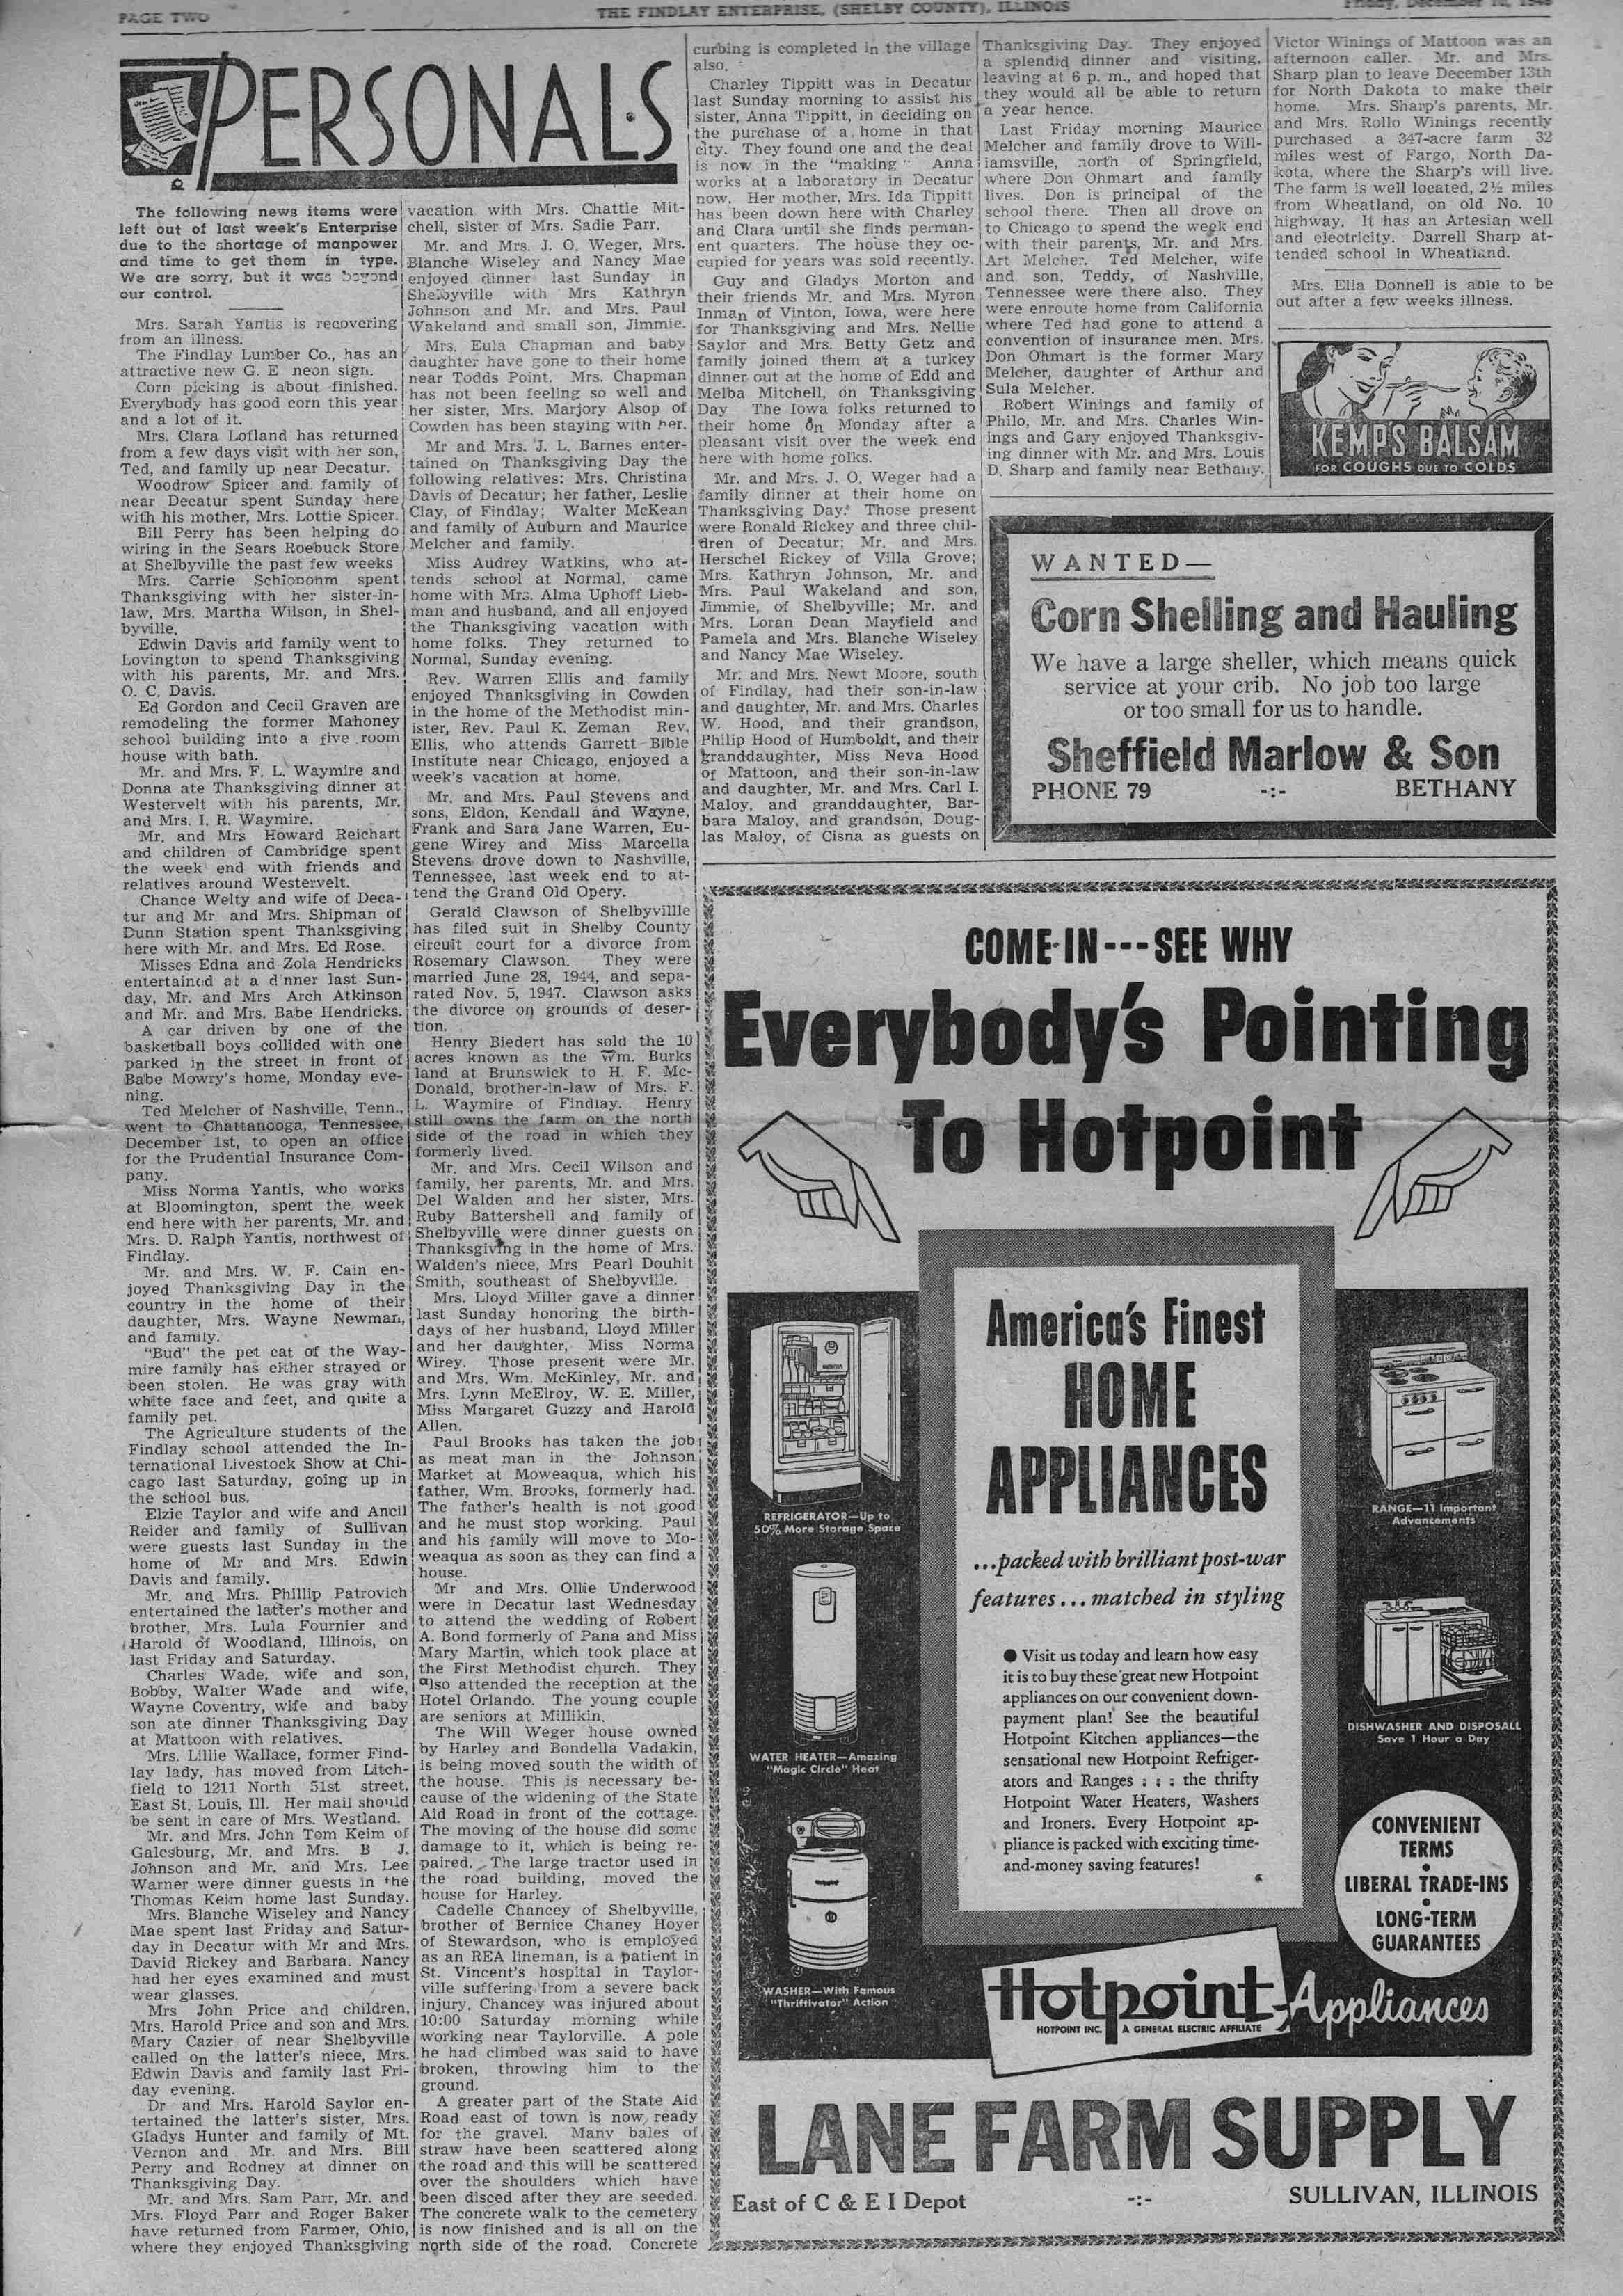 PAGE TWO
THE FINDLAY ENTERPRISE, (SHELBY COUNTY), ILLINOIS
PERSONALS
The following news items were
left out of last week's Enterprise
due to the shortage of manpower
and time to get them in type.
We are sorry, but it was beyond
our control.
Mrs. Sarah Yantis is recovering
from an illness.
The Findlay Lumber Co., has an
attractive new G. E neon sign.
Corn picking is about finished.
Everybody has good corn this year
and a lot of it.
Mrs. Clara Lofland has returned
from a few days visit with her son,
Ted, and family up near Decatur.
Woodrow Spicer and family of
near Decatur spent Sunday here
with his mother, Mrs. Lottie Spicer.
Bill Perry has been helping do
wiring in the Sears Roebuck Store
at Shelbyville the past few weeks
Mrs. Carrie Schlonohm spent
Thanksgiving with her sister-in-
law, Mrs. Martha Wilson, in Shel-
byville.
Edwin Davis and family went to
Lovington to spend Thanksgiving
with his parents, Mr. and Mrs.
O. C. Davis.
Ed Gordon and Cecil Graven are
remodeling the former Mahoney
school building into a five room
house with bath.
Mr. and Mrs. F. L. Waymire and
Donna ate Thanksgiving dinner at
Westervelt with his parents, Mr.
and Mrs. I. R. Waymire.
Mr. and Mrs Howard Reichart
and children of Cambridge spent
the week end with friends and
relatives around Westervelt.
Chance Welty and wife of Deca-
tur and Mr and Mrs. Shipman of
Dunn Station spent Thanksgiving
here with Mr. and Mrs. Ed Rose.
Misses Edna and Zola Hendricks
entertained at a dinner last Sun-
day, Mr. and Mrs Arch Atkinson
and Mr. and Mrs. Babe Hendricks.
A car driven by one of the
basketball boys collided with one
parked in the street in front of
Babe Mowry's home, Monday eve-
ning.
Ted Melcher of Nashville, Tenn.,
went to Chattanooga, Tennessee,
December 1st, to open an office
for the Prudential Insurance Com-
pany.
Miss Norma Yantis, who works
at Bloomington, spent the week
end here with her parents, Mr. and
Mrs. D. Ralph Yantis, northwest of
Findlay.
Mr. and Mrs. W. F. Cain en-
joyed Thanksgiving Day in the
country in the home of their
daughter, Mrs. Wayne Newman,
and family.
"Bud" the pet cat of the Way-
mire family has either strayed or
been stolen. He was gray with
white face and feet, and quite a
family pet.
The Agriculture students of the
Findlay school attended the In-
ternational Livestock Show at Chi-
cago last Saturday, going up in
the school bus.
Elzie Taylor and wife and Ancil
Reider and family of Sullivan
were guests last Sunday in the
home of Mr and Mrs. Edwin
Davis and family.
Mr. and Mrs. Phillip Patrovich
entertained the latter's mother and
brother, Mrs. Lula Fournier and
Harold of Woodland, Illinois, on
last Friday and Saturday.
Charles Wade, wife and son,
Bobby, Walter Wade and wife,
Wayne Coventry, wife and baby
son ate dinner Thanksgiving Day
at Mattoon with relatives.
Mrs. Lillie Wallace, former Find-
lay lady, has moved from Litch-
field to 1211 North 51st street,
East St. Louis, Ill. Her mail should
be sent in care of Mrs. Westland.
Mr. and Mrs. John Tom Keim of
Galesburg, Mr. and Mrs. B J.
Johnson and Mr. and Mrs. Lee
Warner were dinner guests in the
Thomas Keim home last Sunday.
Mrs. Blanche Wiseley and Nancy
Mae spent last Friday and Satur-
day in Decatur with Mr and Mrs.
David Rickey and Barbara. Nancy
had her eyes examined and must
wear glasses.
Mrs John Price and children,
Mrs. Harold Price and son and Mrs.
Mary Cazier of near Shelbyville
called on the latter's niece, Mrs.
Edwin Davis and family last Fri-
day evening.
Dr and Mrs. Harold Saylor en-
tertained the latter's sister, Mrs.
Gladys Hunter and family of Mt.
Vernon and Mr. and Mrs. Bill
Perry and Rodney at dinner on
Thanksgiving Day.
Mr. and Mrs. Sam Parr, Mr. and
Mrs. Floyd Parr and Roger Baker
have returned from Farmer, Ohio,
where they enjoyed Thanksgiving
vacation with Mrs. Chattie Mit-
chell, sister of Mrs. Sadie Parr.
Mr. and Mrs. J. O. Weger, Mrs.
Blanche Wiseley and Nancy Mae
enjoyed dinner last Sunday in
Shelbyville with Mrs Kathryn
Johnson and Mr. and Mrs. Paul
Wakeland and small son, Jimmie.
Mrs. Eula Chapman and baby
daughter have gone to their home
near Todds Point. Mrs. Chapman
has not been feeling so well and
her sister, Mrs. Marjory Alsop of
Cowden has been staying with her.
Mr and Mrs. J. L. Barnes enter-
tained on Thanksgiving Day the
following relatives: Mrs. Christina
Davis of Decatur; her father, Leslie
Clay, of Findlay; Walter McKean
and family of Auburn and Maurice
Melcher and family.
Miss Audrey Watkins, who at-
tends school at Normal, came
home with Mrs. Alma Uphoff Lieb-
man and husband, and all enjoyed
the Thanksgiving vacation with
home folks. They returned to
Normal, Sunday evening.
Rev. Warren Ellis and family
enjoyed Thanksgiving in Cowden
in the home of the Methodist min-
ister, Rev. Paul K. Zeman Rev.
Ellis, who attends Garrett Bible
Institute near Chicago, enjoyed a
week's vacation at home.
Mr. and Mrs. Paul Stevens and
sons, Eldon, Kendall and Wayne,
Frank and Sara Jane Warren, Eu-
gene Wirey and Miss Marcella
Stevens drove down to Nashville,
Tennessee, last week end to at-
tend the Grand Old Opery.
Gerald Clawson of Shelbyvillle
has filed suit in Shelby County
circuit court for a divorce from
Rosemary Clawson. They were
married June 28, 1944, and sepa-
rated Nov. 5, 1947. Clawson asks
the divorce on grounds of deser-
tion.
Henry Biedert has sold the 10
acres known as the Wm. Burks
land at Brunswick to H. F. Mc-
Donald, brother-in-law of Mrs. F.
L. Waymire of Findlay. Henry
still owns the farm on the north
side of the road in which they
formerly lived.
Mr. and Mrs. Cecil Wilson and
family, her parents, Mr. and Mrs.
Del Walden and her sister, Mrs.
Ruby Battershell and family of
Shelbyville were dinner guests on
Thanksgiving in the home of Mrs.
Walden's niece, Mrs Pearl Douhit
Smith, southeast of Shelbyville.
Mrs. Lloyd Miller gave a dinner
last Sunday honoring the birth-
days of her husband, Lloyd Miller
and her daughter, Miss Norma
Wirey. Those present were Mr.
and Mrs. Wm. McKinley, Mr. and
Mrs. Lynn McElroy, W. E. Miller,
Miss Margaret Guzzy and Harold
Allen.
Paul Brooks has taken the job
as meat man in the Johnson
Market at Moweaqua, which his
father, Wm. Brooks, formerly had.
The father's health is not good
and he must stop working. Paul
and his family will move to Mo-
weaqua as soon as they can find a
house.
Mr and Mrs. Ollie Underwood
were in Decatur last Wednesday
to attend the wedding of Robert
A. Bond formerly of Pana and Miss
Mary Martin, which took place at
the First Methodist church. They
also attended the reception at the
Hotel Orlando. The young couple
are seniors at Millikin.
The Will Weger house owned
by Harley and Bondella Vadakin,
is being moved south the width of
the house. This is necessary be-
cause of the widening of the State
Aid Road in front of the cottage.
The moving of the house did some
damage to it, which is being re-
paired. The large tractor used in
the road building, moved the
house for Harley.
Cadelle Chancey of Shelbyville,
brother of Bernice Chaney Hoyer
of Stewardson, who is employed
as an REA lineman, is a patient in
St. Vincent's hospital in Taylor-
ville suffering from a severe back
injury. Chancey was injured about
10:00 Saturday morning while
working near Taylorville. A pole
he had climbed was said to have
broken, throwing him to the
ground.
A greater part of the State Aid
Road east of town is now ready
for the gravel. Many bales of
straw have been scattered along
the road and this will be scattered
over the shoulders which have
been disced after they are seeded.
The concrete walk to the cemetery
is now finished and is all on the
north side of the road. Concrete
curbing is completed in the village
also.
Charley Tippitt was in Decatur
last Sunday morning to assist his
sister, Anna Tippitt, in deciding on
the purchase of a home in that
city. They found one and the deal
is now in the "making". Anna
works at a laboratory in Decatur
now. Her mother, Mrs. Ida Tippitt
has been down here with Charley
and Clara until she finds perman-
ent quarters. The house they oc-
cupied for years was sold recently.
Guy and Gladys Morton and
their friends Mr. and Mrs. Myron
Inman of Vinton, Iowa, were here
for Thanksgiving and Mrs. Nellie
Saylor and Mrs. Betty Getz and
family joined them at a turkey
dinner out at the home of Edd and
Melba Mitchell, on Thanksgiving
Day The Iowa folks returned to
their home on Monday after a
pleasant visit over the week end
here with home folks.
Mr. and Mrs. J. O. Weger had a
family dinner at their home on
Thanksgiving Day. Those present
were Ronald Rickey and three chil-
dren of Decatur; Mr. and Mrs.
Herschel Rickey of Villa Grove;
Mrs. Kathryn Johnson, Mr. and
Mrs. Paul Wakeland and son,
Jimmie, of Shelbyville; Mr. and
Mrs. Loran Dean Mayfield and
Pamela and Mrs. Blanche Wiseley
and Nancy Mae Wiseley.
Mr. and Mrs. Newt Moore, south
of Findlay, had their son-in-law
and daughter, Mr. and Mrs. Charles
W. Hood, and their grandson,
Philip Hood of Humboldt, and their
granddaughter, Miss Neva Hood
of Mattoon, and their son-in-law
and daughter, Mr. and Mrs. Carl I.
Maloy, and granddaughter, Bar-
bara Maloy, and grandson, Doug-
las Maloy, of Cisna as guests on
Thanksgiving Day. They enjoyed
a splendid dinner and visiting,
leaving at 6 p. m., and hoped that
they would all be able to return
a year hence.
Last Friday morning Maurice
Melcher and family drove to Will-
iamsville, north of Springfield,
where Don Ohmart and family
lives. Don is principal of the
school there. Then all drove on
to Chicago to spend the week end
with their parents, Mr. and Mrs.
Art Melcher. Ted Melcher, wife
and son, Teddy, of Nashville,
Tennessee were there also. They
were enroute home from California
where Ted had gone to attend a
convention of insurance men. Mrs.
Don Ohmart is the former Mary
Melcher, daughter of Arthur and
Sula Melcher.
Robert Winings and family of
Philo, Mr. and Mrs. Charles Win-
ings and Gary enjoyed Thanksgiv-
ing dinner with Mr. and Mrs. Louis
D. Sharp and family near Bethany.
Victor Winings of Mattoon was an
afternoon caller. Mr. and Mrs.
Sharp plan to leave December 13th
for North Dakota to make their
home. Mrs. Sharp's parents, Mr.
and Mrs. Rollo Winings recently
purchased a 347-acre farm 32
miles west of Fargo, North Da-
kota, where the Sharp's will live.
The farm is well located, 2½ miles
from Wheatland, on old No. 10
highway. It has an Artesian well
and electricity. Darrell Sharp at-
tended school in Wheatland.
Mrs. Ella Donnell is able to be
out after a few weeks illness.
KEMP'S BALSAM
FOR COUGHS DUE TO COLDS
WANTED—
Corn Shelling and Hauling
We have a large sheller, which means quick
service at your crib. No job too large
or too small for us to handle.
Sheffield Marlow & Son
PHONE 79 -:- BETHANY
COME-IN---SEE WHY
Everybody's Pointing
To Hotpoint
America's Finest
HOME
APPLIANCES
...packed with brilliant post-war
features... matched in styling
● Visit us today and learn how easy
it is to buy these great new Hotpoint
appliances on our convenient down-
payment plan! See the beautiful
Hotpoint Kitchen appliances—the
sensational new Hotpoint Refriger-
ators and Ranges : : : the thrifty
Hotpoint Water Heaters, Washers
and Ironers. Every Hotpoint ap-
pliance is packed with exciting time-
and-money saving features!
REFRIGERATOR—Up to
50% More Storage Space
WATER HEATER—Amazing
"Magic Circle" Heat
WASHER—With Famous
"Thriftivator" Action
RANGE—11 Important
Advancements
DISHWASHER AND DISPOSALL
Save 1 Hour a Day
CONVENIENT
TERMS
•
LIBERAL TRADE-INS
•
LONG-TERM
GUARANTEES
Hotpoint Appliances
HOTPOINT INC. A GENERAL ELECTRIC AFFILIATE
LANE FARM SUPPLY
East of C & E I Depot -:- SULLIVAN, ILLINOIS